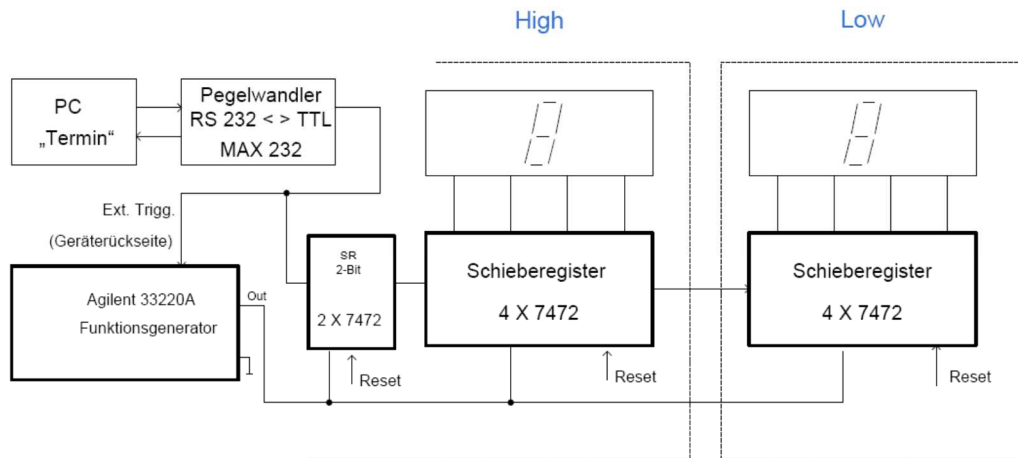 High
Low
PC
„Termin“
Pegelwandler
RS 232 < > TTL
MAX 232
Ext. Trigg.
(Geräterückseite)
SR
2-Bit
2 X 7472
Schieberegister
4 X 7472
Schieberegister
4 X 7472
Agilent 33220A
Funktionsgenerator
Out
Reset
Reset
Reset